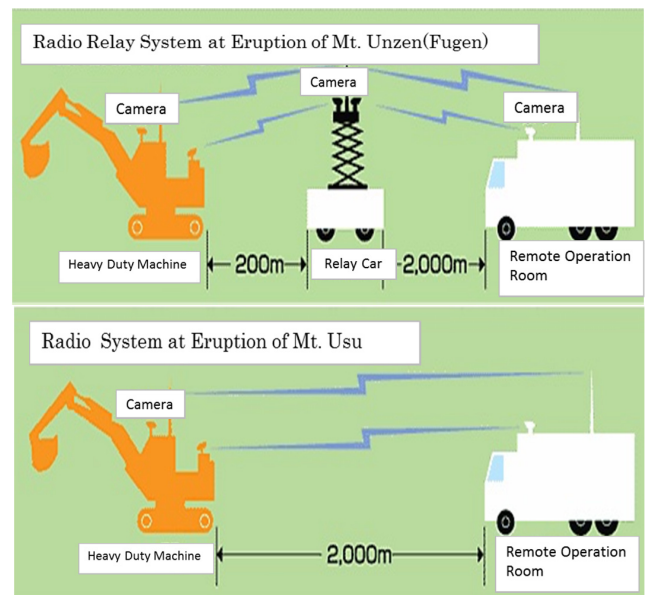 Radio Relay System at Eruption of Mt. Unzen(Fugen)
Camera
Camera
Camera
Heavy Duty Machine
200m
Relay Car
2,000m
Remote Operation
Room
Radio System at Eruption of Mt. Usu
Camera
Heavy Duty Machine
2,000m
Remote Operation
Room